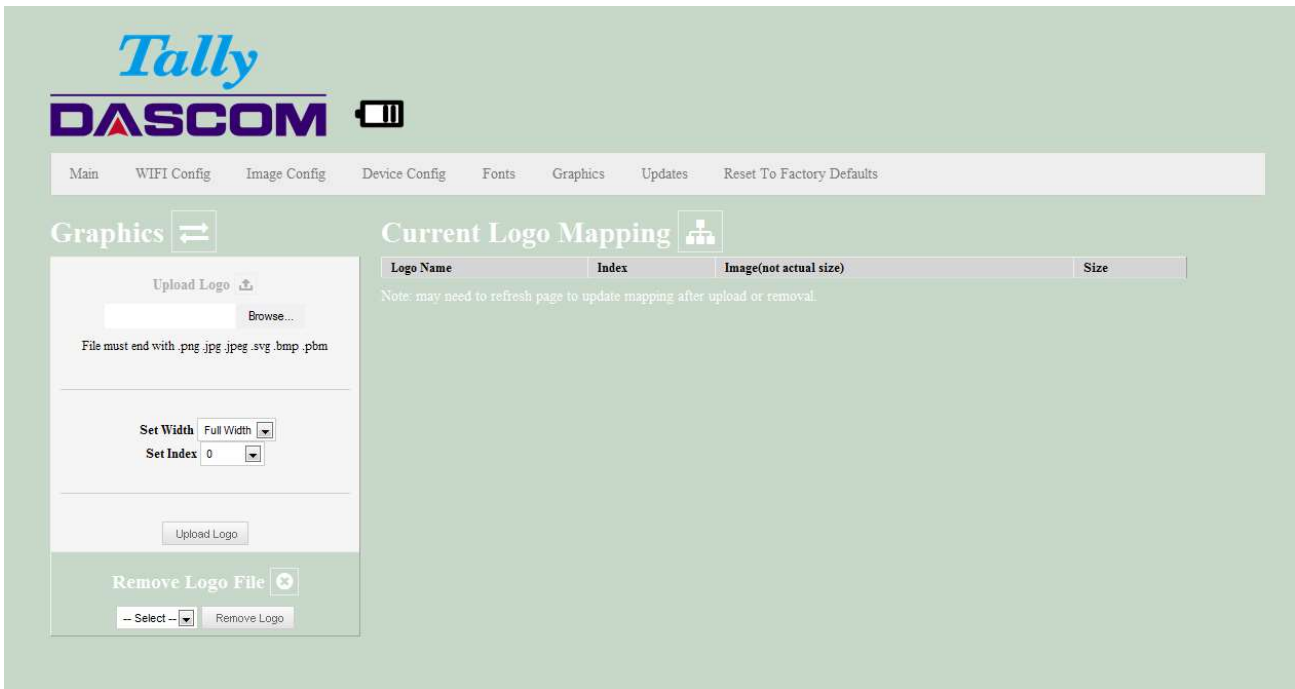 Tally
DASCOM
Main WIFI Config Image Config Device Config Fonts Graphics Updates Reset To Factory Defaults
Graphics
Upload Logo
Browse...
File must end with .png .jpg .jpeg .svg .bmp .pbm
Set Width Full Width
Set Index 0
Upload Logo
Remove Logo File
-- Select -- Remove Logo
Current Logo Mapping
Logo Name Index Image(not actual size) Size
Note: may need to refresh page to update mapping after upload or removal.